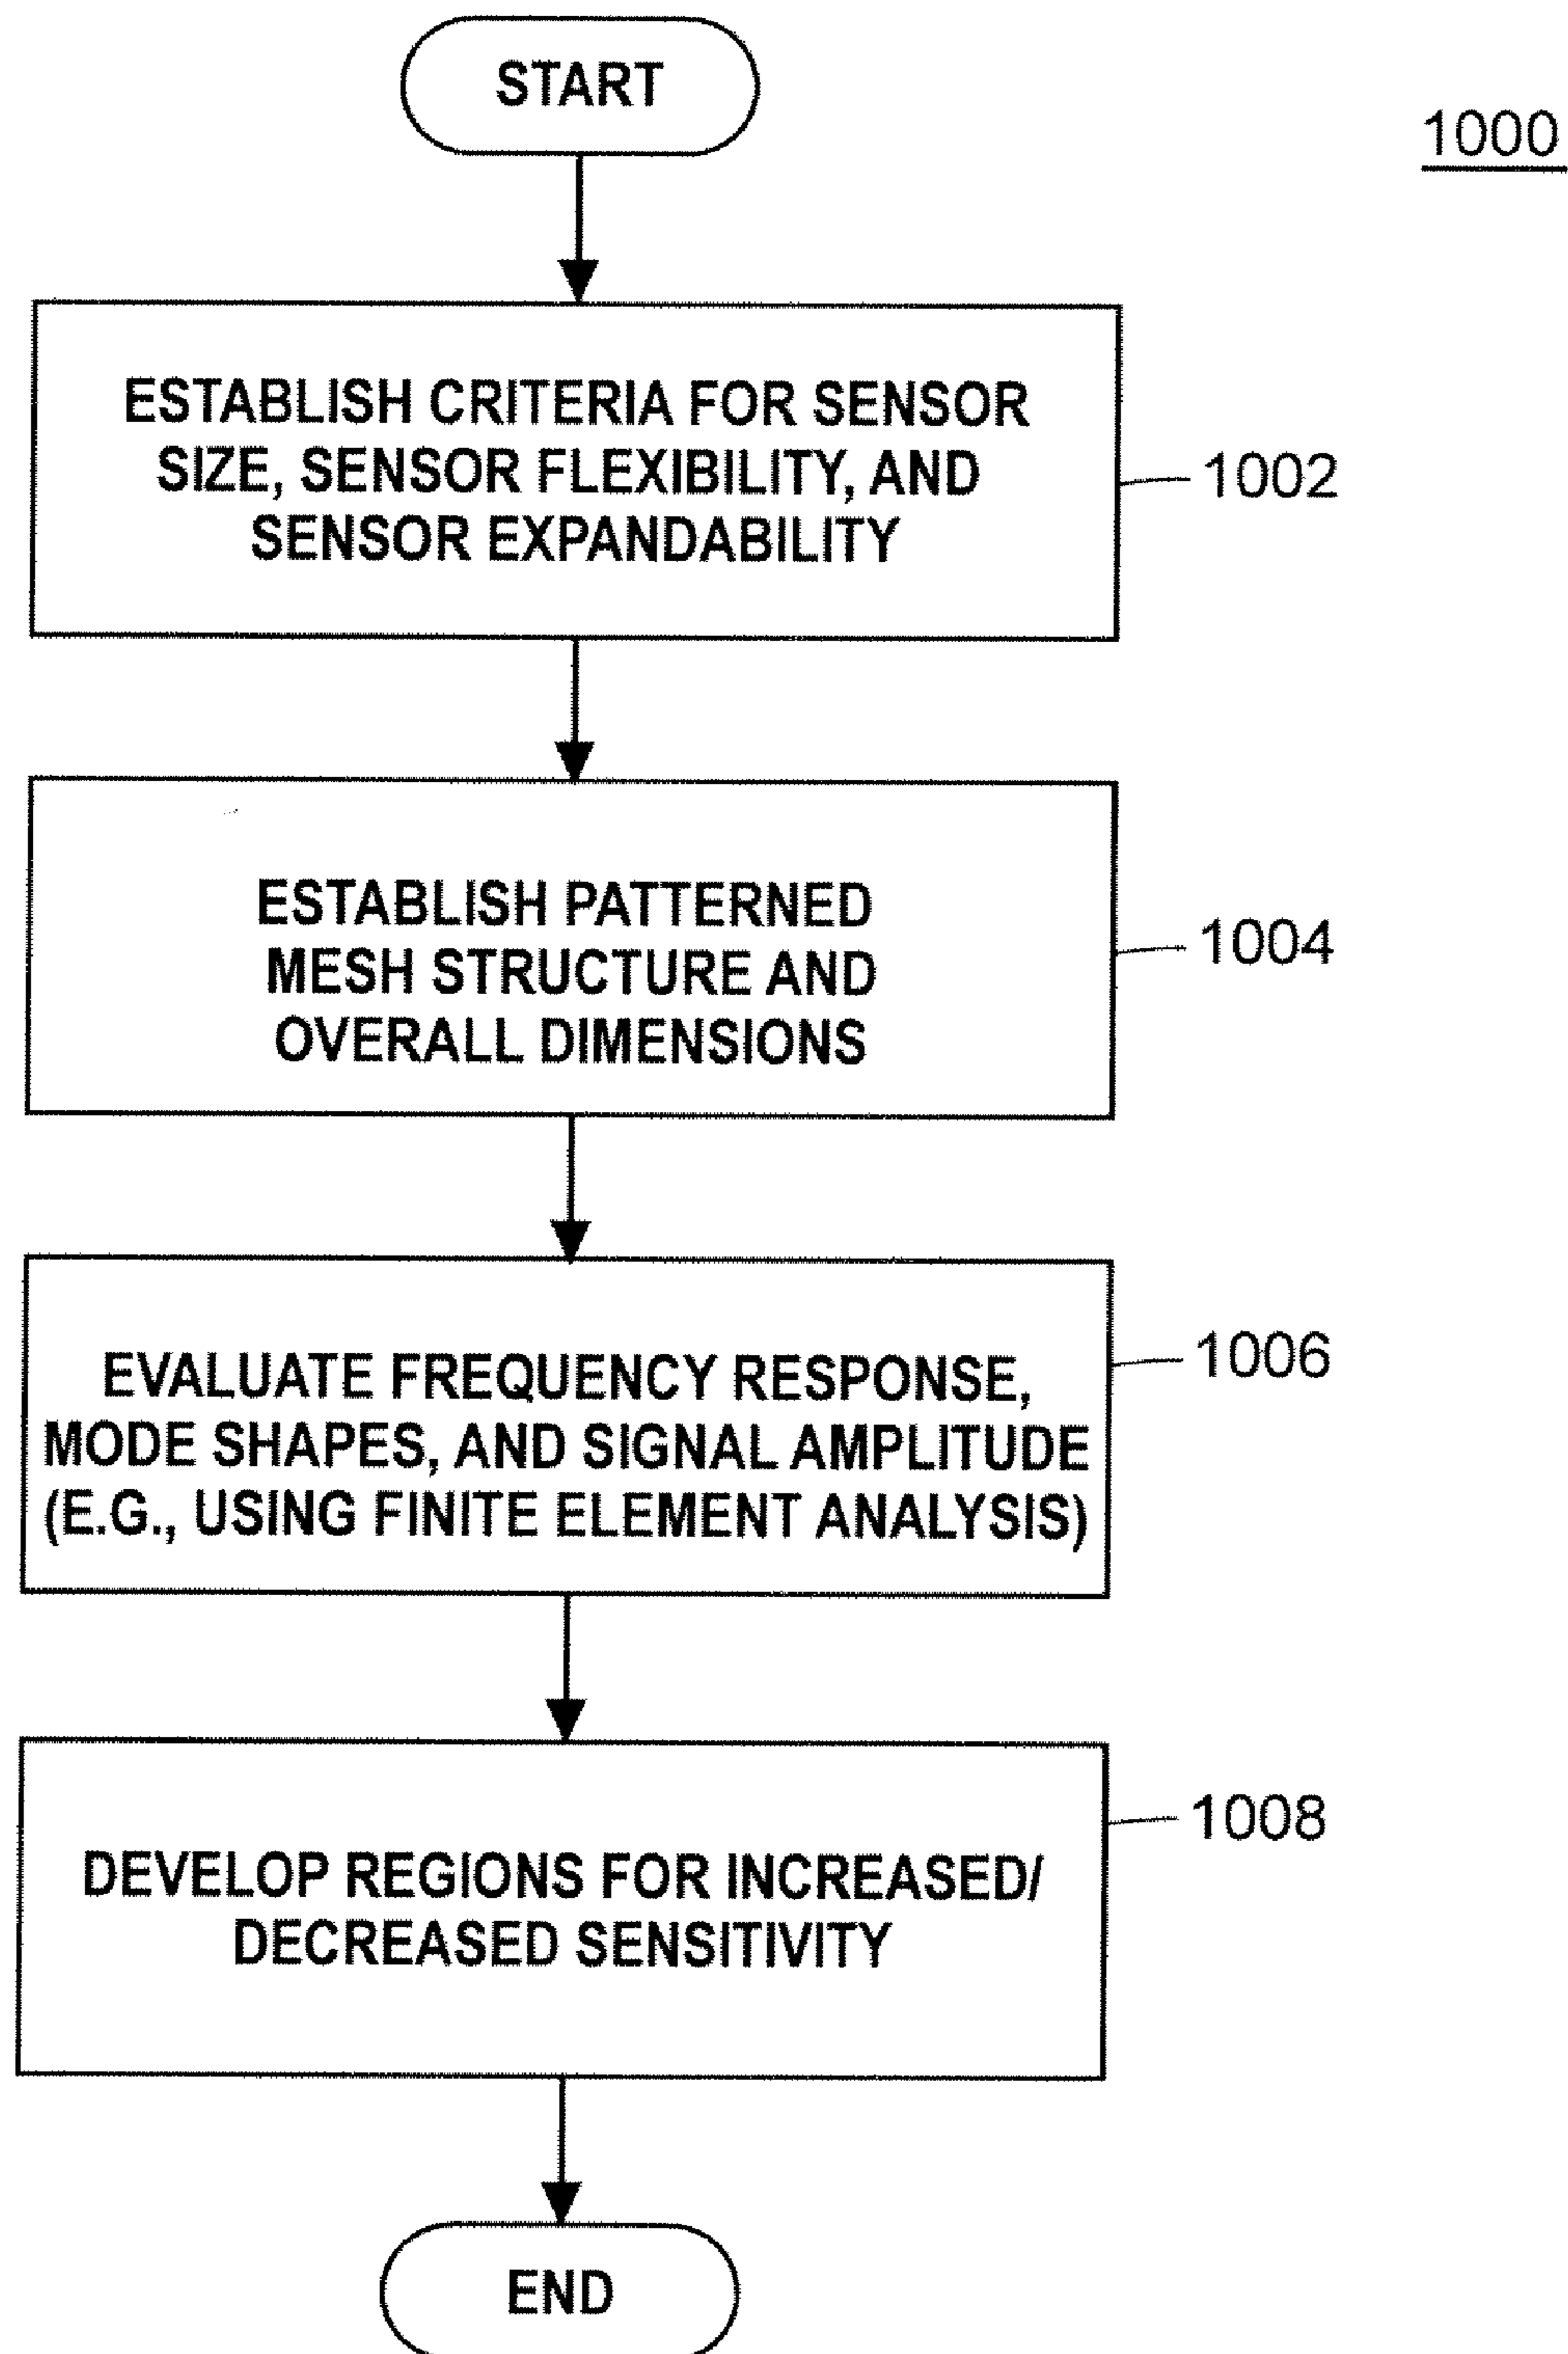 START
1000
ESTABLISH CRITERIA FOR SENSOR
SIZE, SENSOR FLEXIBILITY, AND
SENSOR EXPANDABILITY
1002
ESTABLISH PATTERNED
MESH STRUCTURE AND
OVERALL DIMENSIONS
1004
EVALUATE FREQUENCY RESPONSE,
MODE SHAPES, AND SIGNAL AMPLITUDE
(E.G., USING FINITE ELEMENT ANALYSIS)
1006
DEVELOP REGIONS FOR INCREASED/
DECREASED SENSITIVITY
1008
END